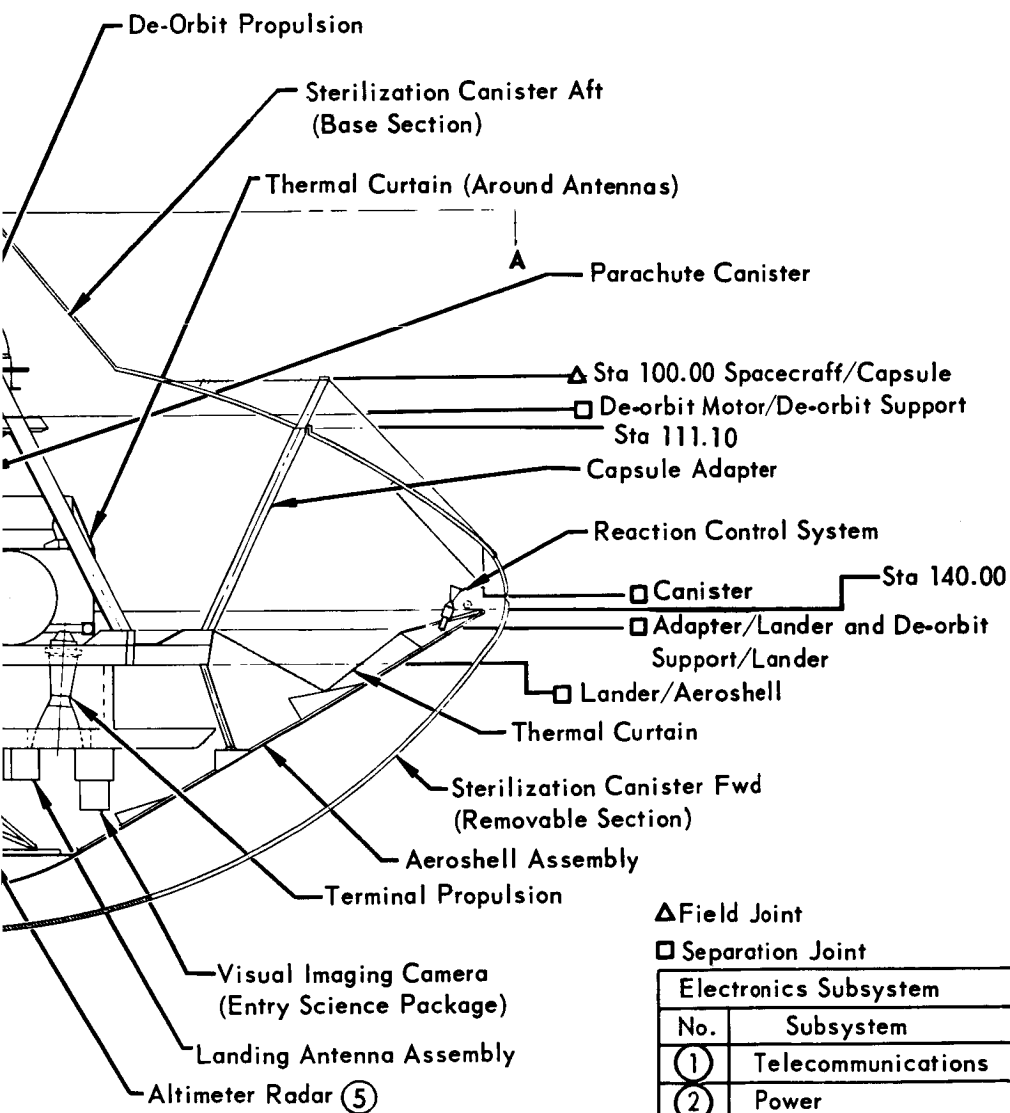 De-Orbit Propulsion
Sterilization Canister Aft
(Base Section)
Thermal Curtain (Around Antennas)
A
Parachute Canister
△ Sta 100.00 Spacecraff/Capsule
□ De-orbit Motor/De-orbit Support
Sta 111.10
Capsule Adapter
Reaction Control System
Sta 140.00
□ Canister
□ Adapter/Lander and De-orbit
Support/Lander
□ Lander/Aeroshell
Thermal Curtain
Sterilization Canister Fwd
(Removable Section)
Aeroshell Assembly
Terminal Propulsion
△ Field Joint
□ Separation Joint
Visual Imaging Camera
(Entry Science Package)
Landing Antenna Assembly
Altimeter Radar ⑤
Electronics Subsystem
No. Subsystem
① Telecommunications
② Power